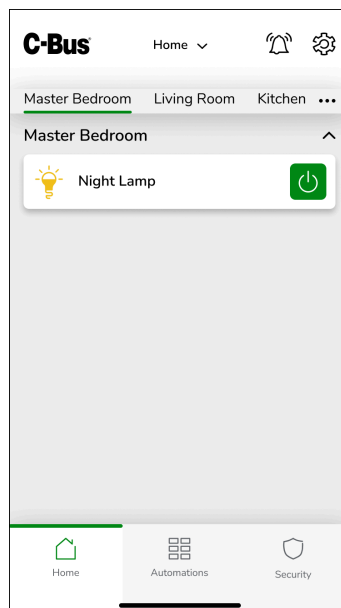 C-Bus
Home
Master Bedroom Living Room Kitchen
Master Bedroom
Night Lamp
Home Automations Security